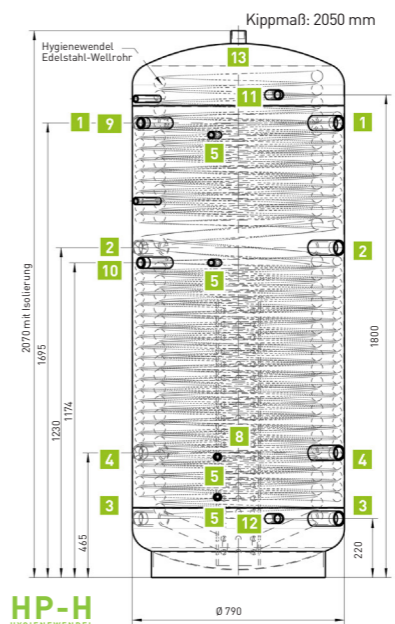 Kippmaß: 2050 mm
Hygienewendel
Edelstahl-Wellrohr
13
11
1 9 1
5
2 2
10 5
2070 mit Isolierung
1695
1230
1174
465
1800
220
8
4 4
5
3 3
5 12
HP-H
HYGIENEWENDEL
Ø 790